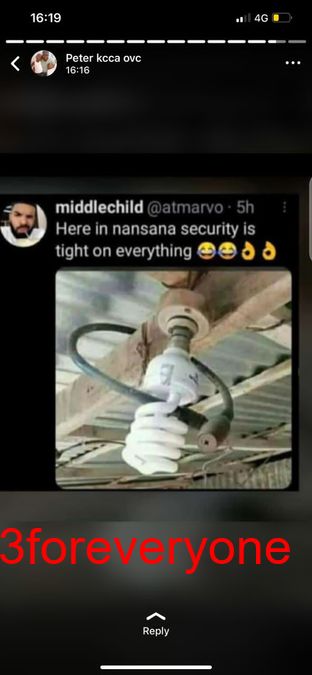 16:19
4G
Peter kcca ovc
16:16
middlechild @atmarvo · 5h
Here in nansana security is
tight on everything 😂😂👌👌
3foreveryone
Reply